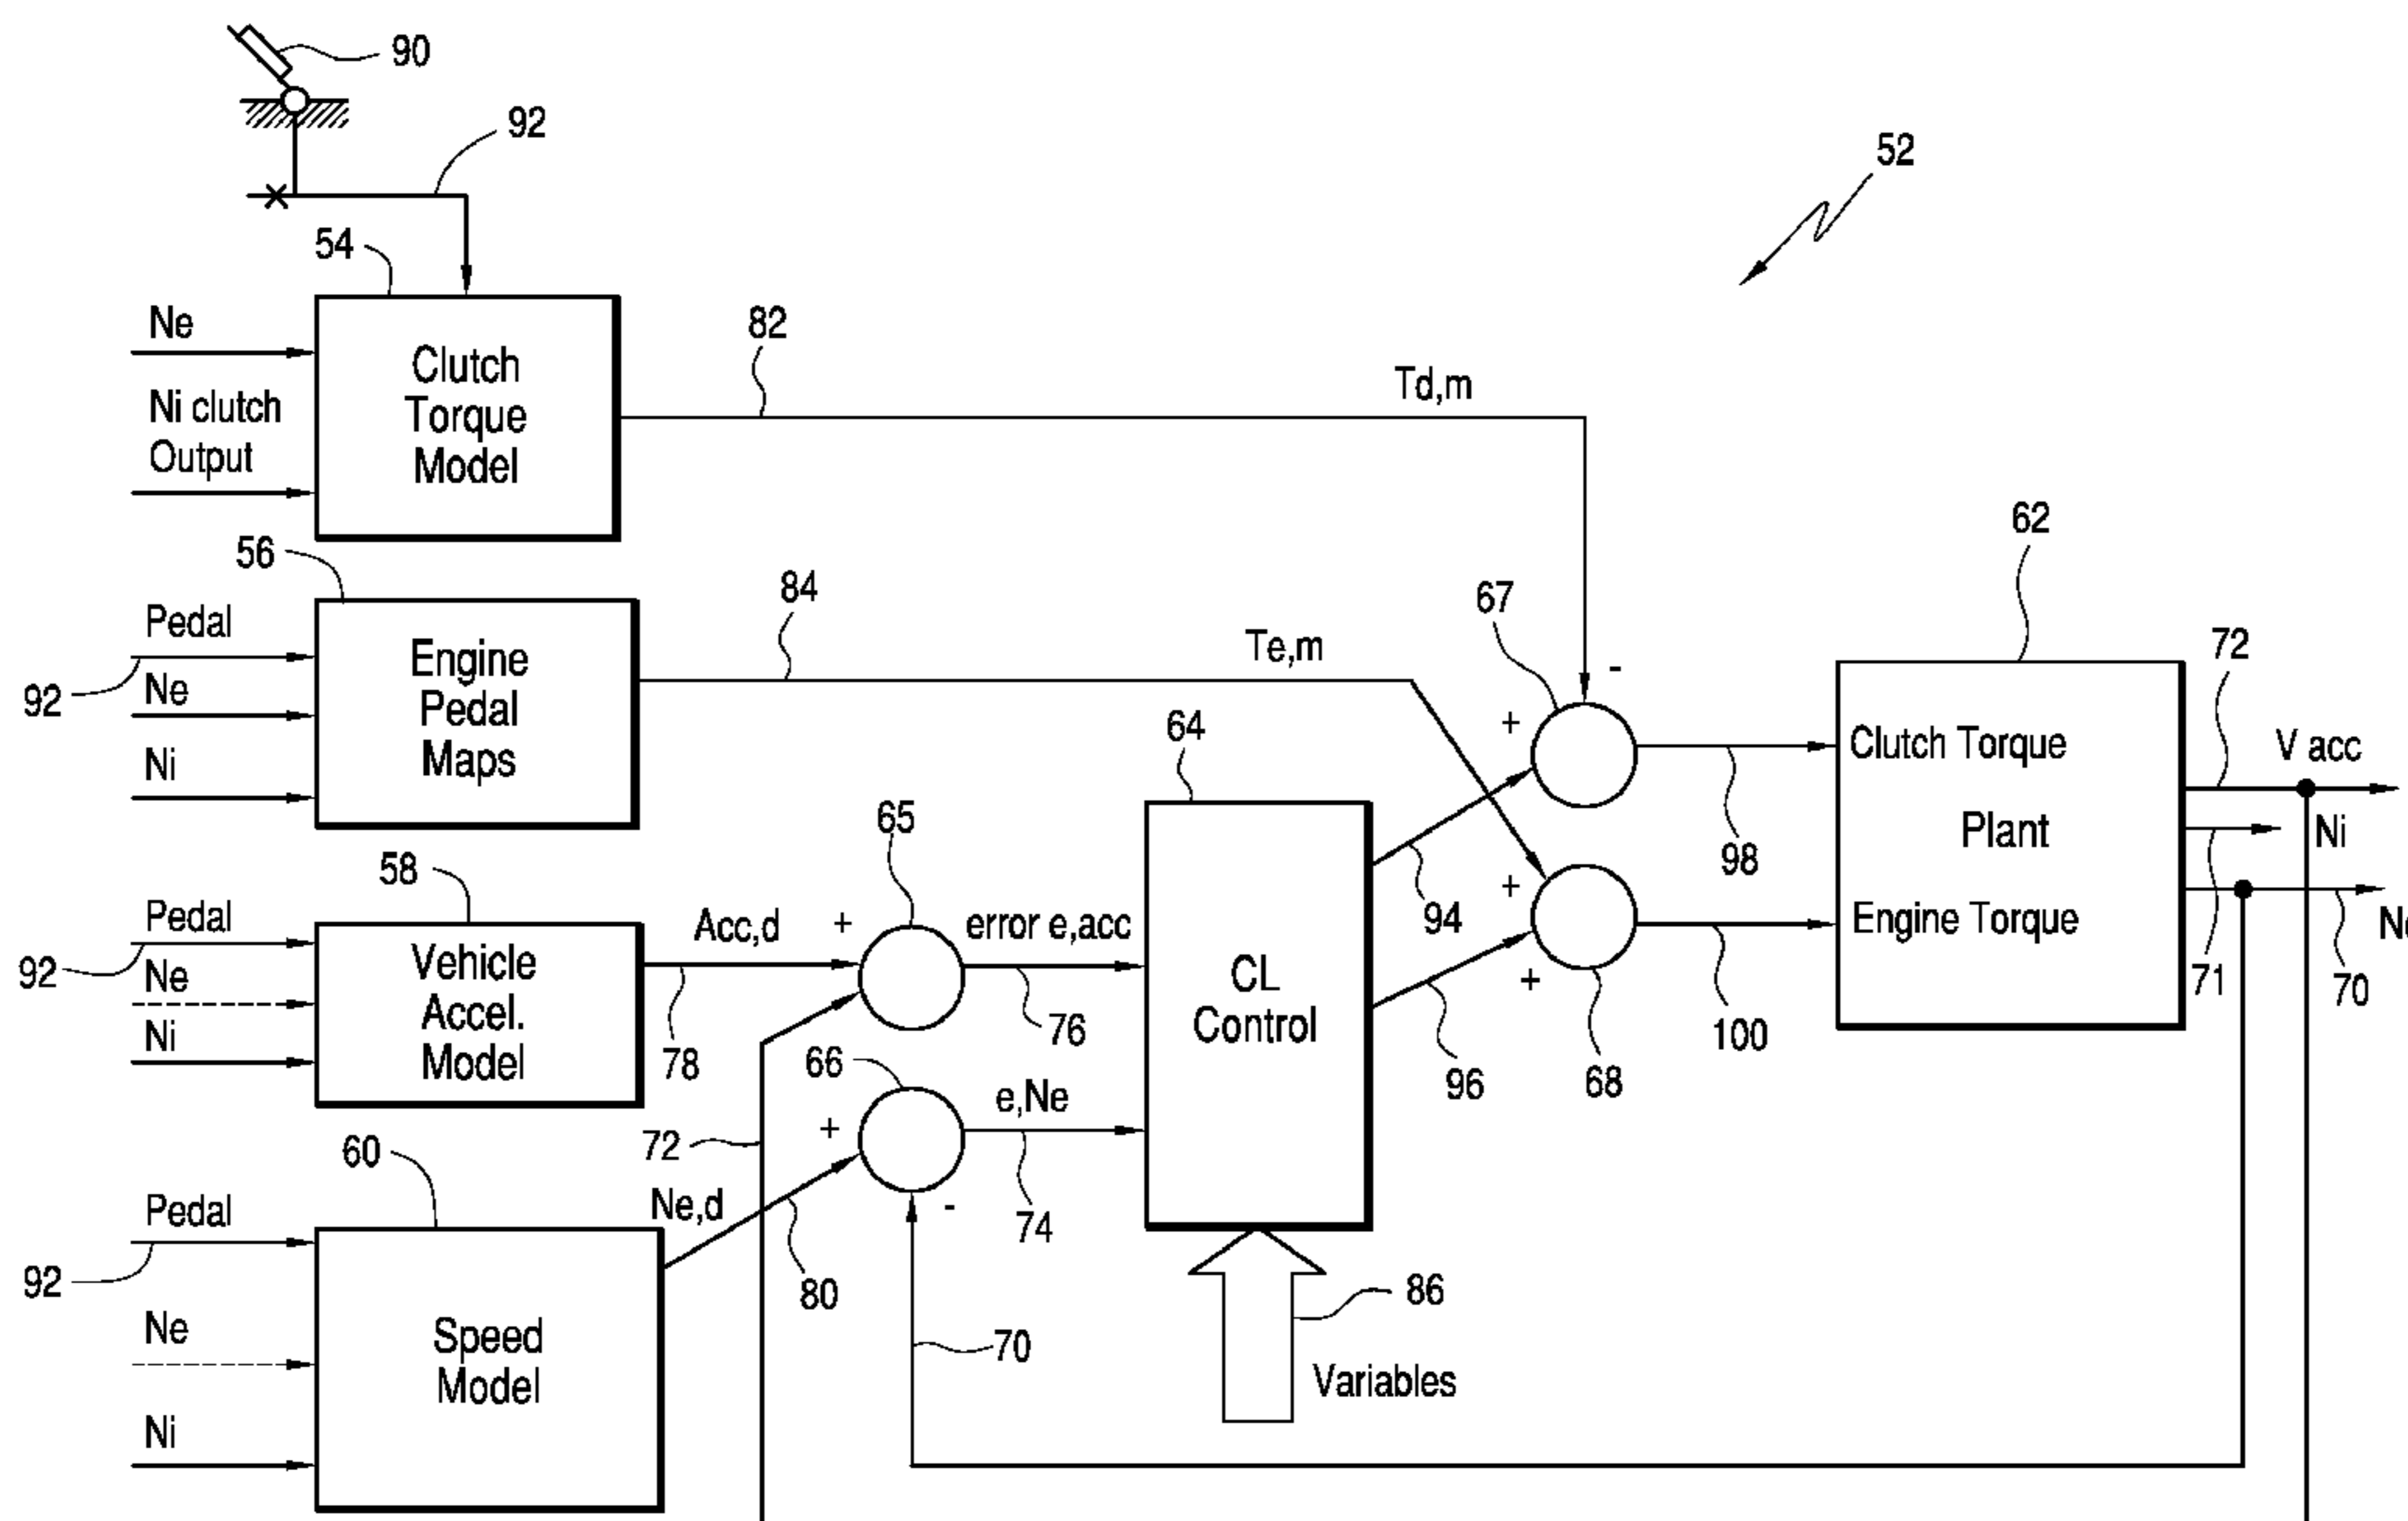 90
92
52
54
Ne
Ni clutch
Output
Clutch
Torque
Model
82
Td,m
56
Pedal
92
Ne
Ni
Engine
Pedal
Maps
84
Te,m
67
-
+
62
Clutch Torque
Plant
Engine Torque
72
V acc
Ni
71
70
58
Pedal
92
Ne
Ni
Vehicle
Accel.
Model
Acc,d
78
+
65
error e,acc
76
64
CL
Control
94
96
98
+
+
68
100
60
Pedal
92
Ne
Ni
Speed
Model
Ne,d
80
72
66
+
-
e,Ne
74
70
86
Variables